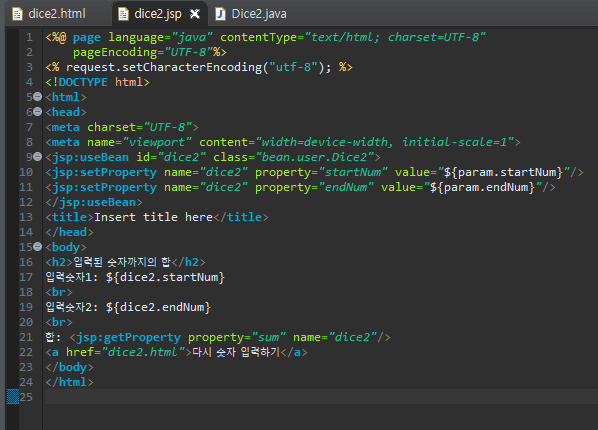 dice2.html dice2.jsp Dice2.java
1 <%@ page language="java" contentType="text/html; charset=UTF-8"
2 pageEncoding="UTF-8"%>
3 <% request.setCharacterEncoding("utf-8"); %>
4 <!DOCTYPE html>
5 <html>
6 <head>
7 <meta charset="UTF-8">
8 <meta name="viewport" content="width=device-width, initial-scale=1">
9 <jsp:useBean id="dice2" class="bean.user.Dice2">
10 <jsp:setProperty name="dice2" property="startNum" value="${param.startNum}"/>
11 <jsp:setProperty name="dice2" property="endNum" value="${param.endNum}"/>
12 </jsp:useBean>
13 <title>Insert title here</title>
14 </head>
15 <body>
16 <h2>입력된 숫자까지의 합</h2>
17 입력숫자1: ${dice2.startNum}
18 <br>
19 입력숫자2: ${dice2.endNum}
20 <br>
21 합: <jsp:getProperty property="sum" name="dice2"/>
22 <a href="dice2.html">다시 숫자 입력하기</a>
23 </body>
24 </html>
25